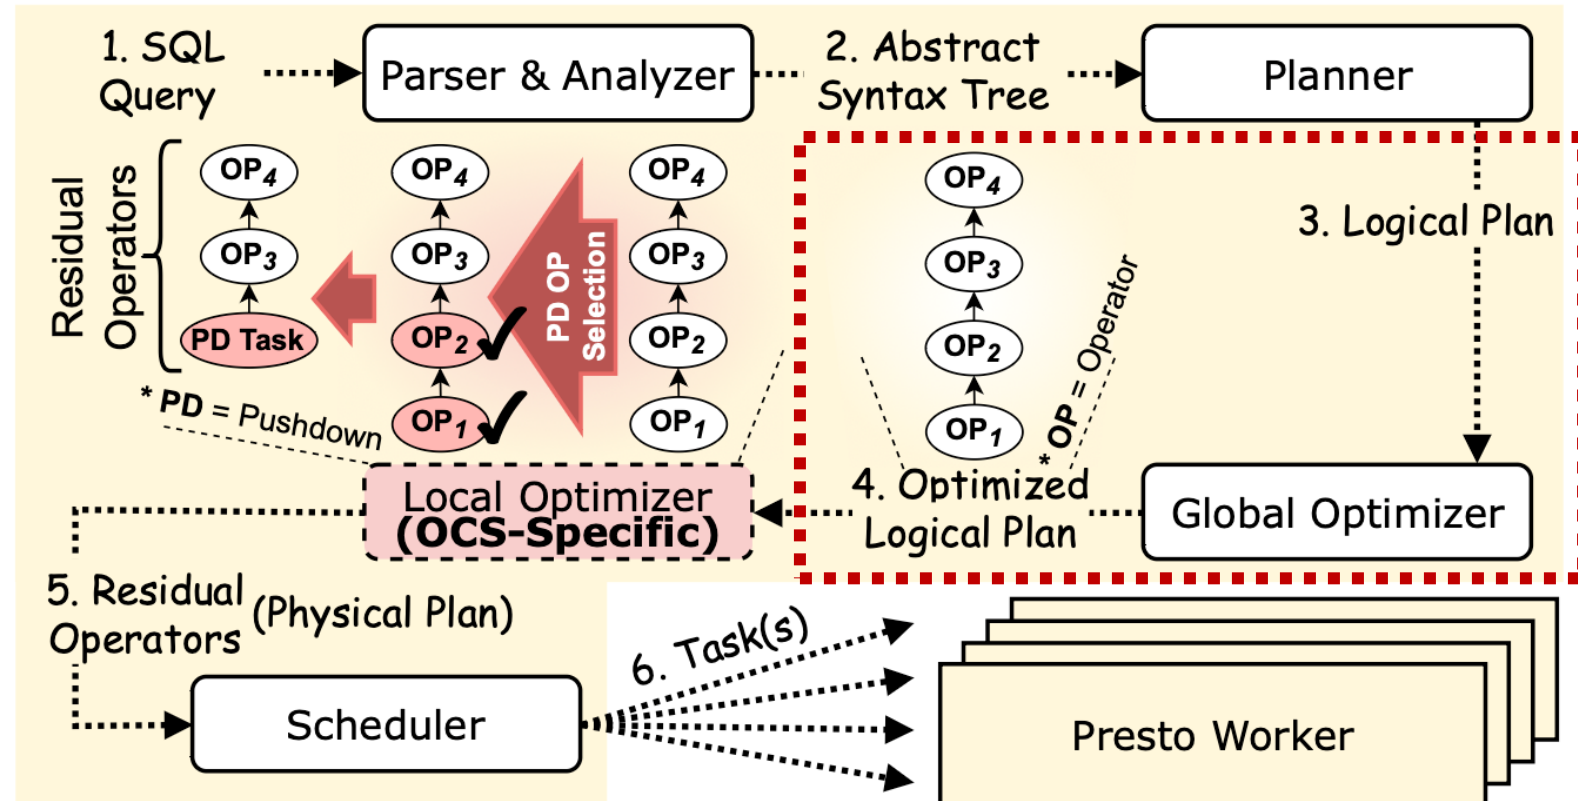 1. SQL
Query
Parser & Analyzer
2. Abstract
Syntax Tree
Planner
Residual
Operators
OP4
OP3
PD Task
OP4
OP3
OP2
OP1
PD OP
Selection
OP4
OP3
OP2
OP1
OP4
OP3
OP2
OP1
3. Logical Plan
* PD = Pushdown
* OP = Operator
Local Optimizer
(OCS-Specific)
4. Optimized
Logical Plan
Global Optimizer
5. Residual
Operators
(Physical Plan)
6. Task(s)
Scheduler
Presto Worker